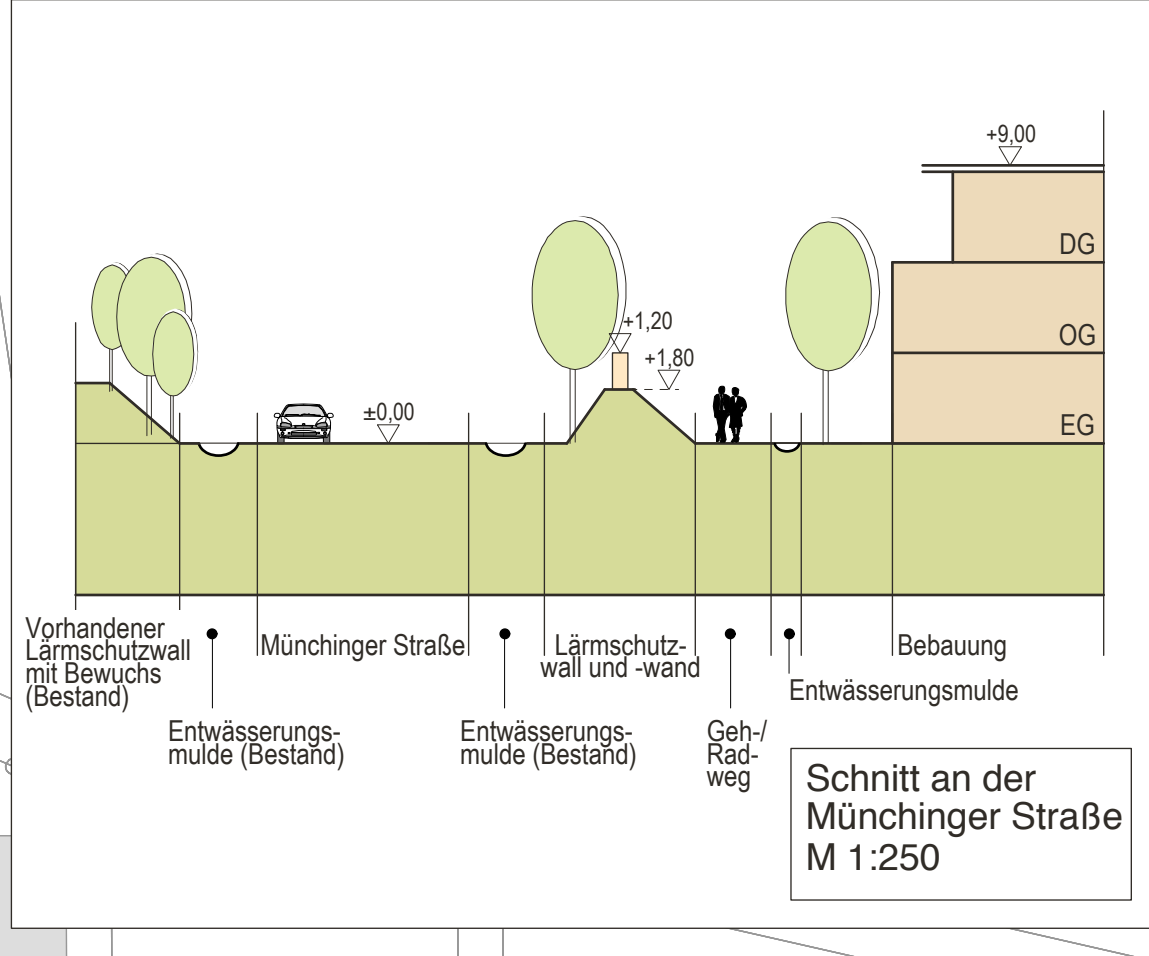 +9,00
DG
OG
+1,20
+1,80
±0,00
EG
Vorhandener
Lärmschutzwall
mit Bewuchs
(Bestand)
Münchinger Straße
Lärmschutz-
wall und -wand
Bebauung
Entwässerungsmulde
Entwässerungs-
mulde (Bestand)
Entwässerungs-
mulde (Bestand)
Geh-/
Rad-
weg
Schnitt an der
Münchinger Straße
M 1:250